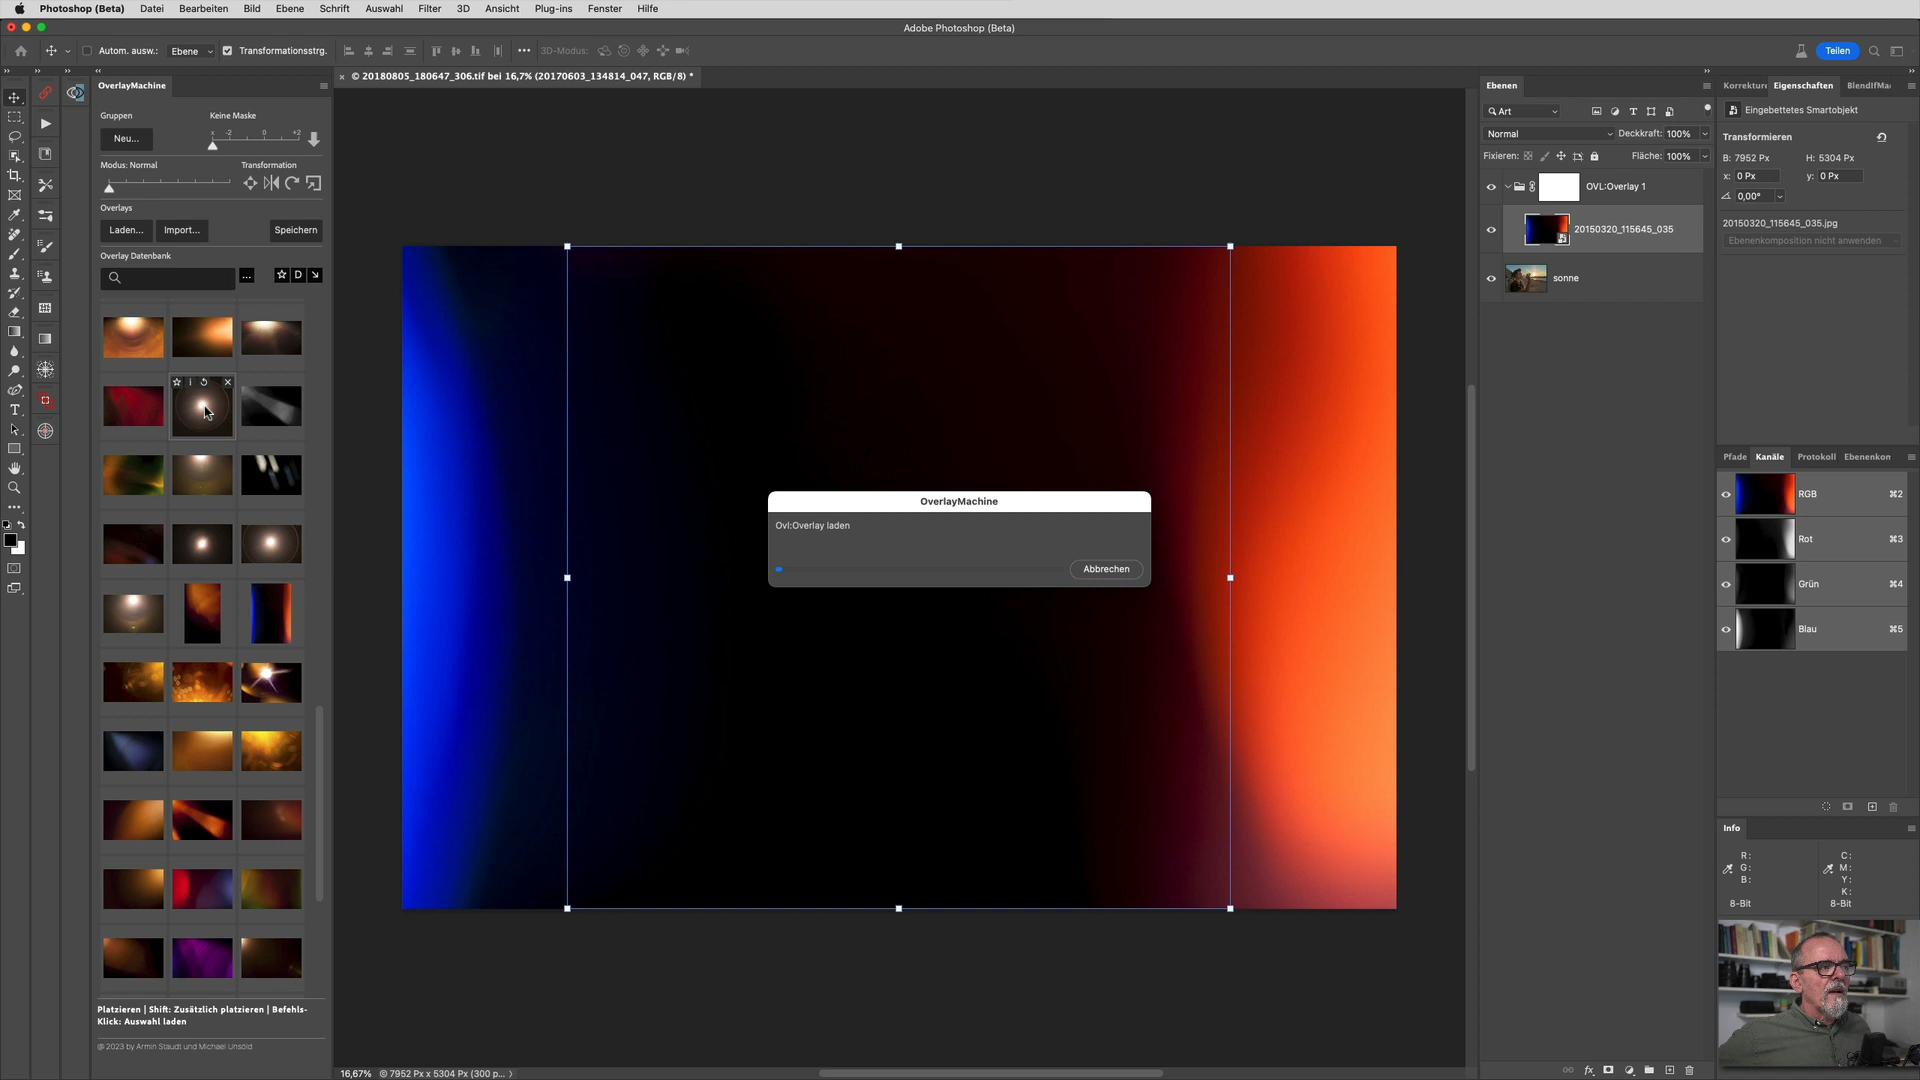 Photoshop (Beta) Datei Bearbeiten Bild Ebene Schrift Auswahl Filter 3D Ansicht Plug-ins Fenster Hilfe
Adobe Photoshop (Beta)
Autom. ausw.: Ebene Transformationsstrg. 3D-Modus: Teilen
OverlayMachine
× © 20180805_180647_306.tif bei 16,7% (20170603_134814_047, RGB/8) *
Gruppen Keine Maske
Neu...
x -2 0 +2
Modus: Normal Transformation
Overlays
Laden... Import... Speichern
Overlay Datenbank
... D
i
Platzieren | Shift: Zusätzlich platzieren | Befehls-
Klick: Auswahl laden
@ 2023 by Armin Staudt und Michael Unsöld
OverlayMachine
Ovl:Overlay laden
Abbrechen
16,67% © 7952 Px x 5304 Px (300 p...
Ebenen
Art
Normal Deckkraft: 100%
Fixieren: Fläche: 100%
OVL:Overlay 1
20150320_115645_035
sonne
fx
Korrekture Eigenschaften BlendIfMa
Eingebettetes Smartobjekt
Transformieren
B: 7952 Px H: 5304 Px
x: 0 Px y: 0 Px
0,00°
20150320_115645_035.jpg
Ebenenkomposition nicht anwenden
Pfade Kanäle Protokoll Ebenenkon
RGB ⌘2
Rot ⌘3
Grün ⌘4
Blau ⌘5
Info
R: C:
G: M:
B: Y:
K:
8-Bit 8-Bit